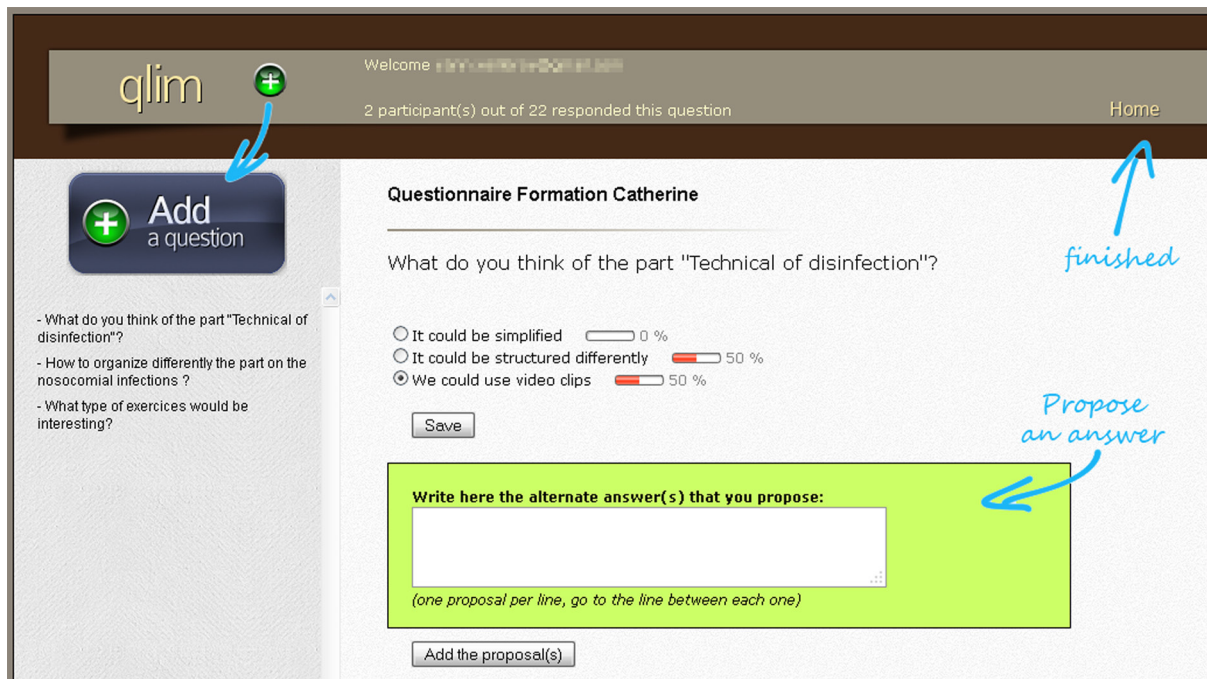 qlim
Welcome
2 participant(s) out of 22 responded this question
Home
Add
a question
finished
Questionnaire Formation Catherine
What do you think of the part "Technical of disinfection"?
- What do you think of the part "Technical of
disinfection"?
- How to organize differently the part on the
nosocomial infections ?
- What type of exercices would be
interesting?
It could be simplified 0 %
It could be structured differently 50 %
We could use video clips 50 %
Save
Propose
an answer
Write here the alternate answer(s) that you propose:
(one proposal per line, go to the line between each one)
Add the proposal(s)